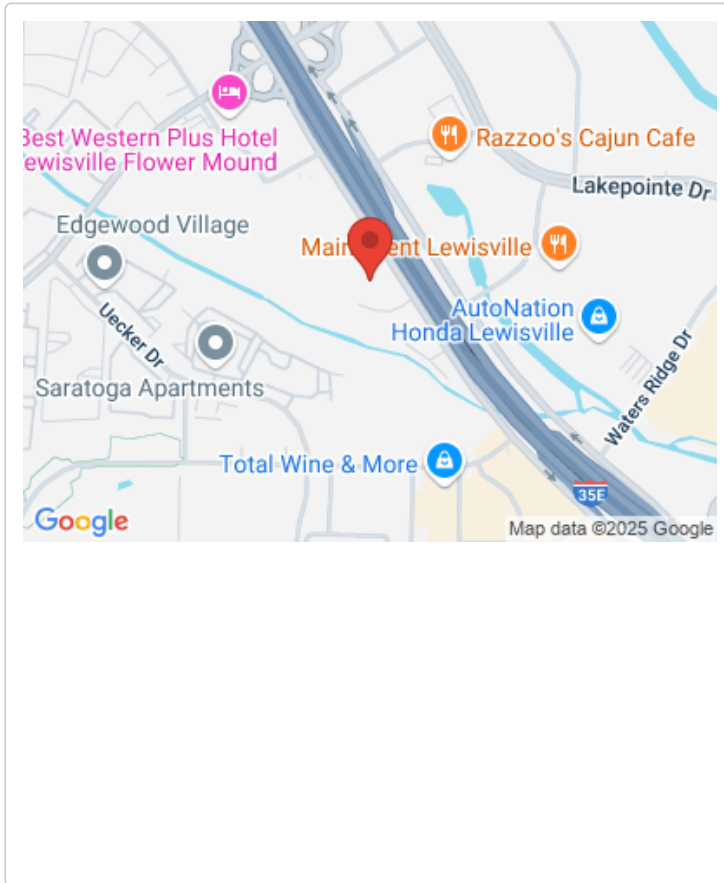 Best Western Plus Hotel
ewisville Flower Mound
Razzoo's Cajun Cafe
Lakepointe Dr
Edgewood Village
Main ent Lewisville
Uecker Dr
AutoNation
Honda Lewisville
Saratoga Apartments
Waters Ridge Dr
Total Wine & More
35E
Google
Map data ©2025 Google